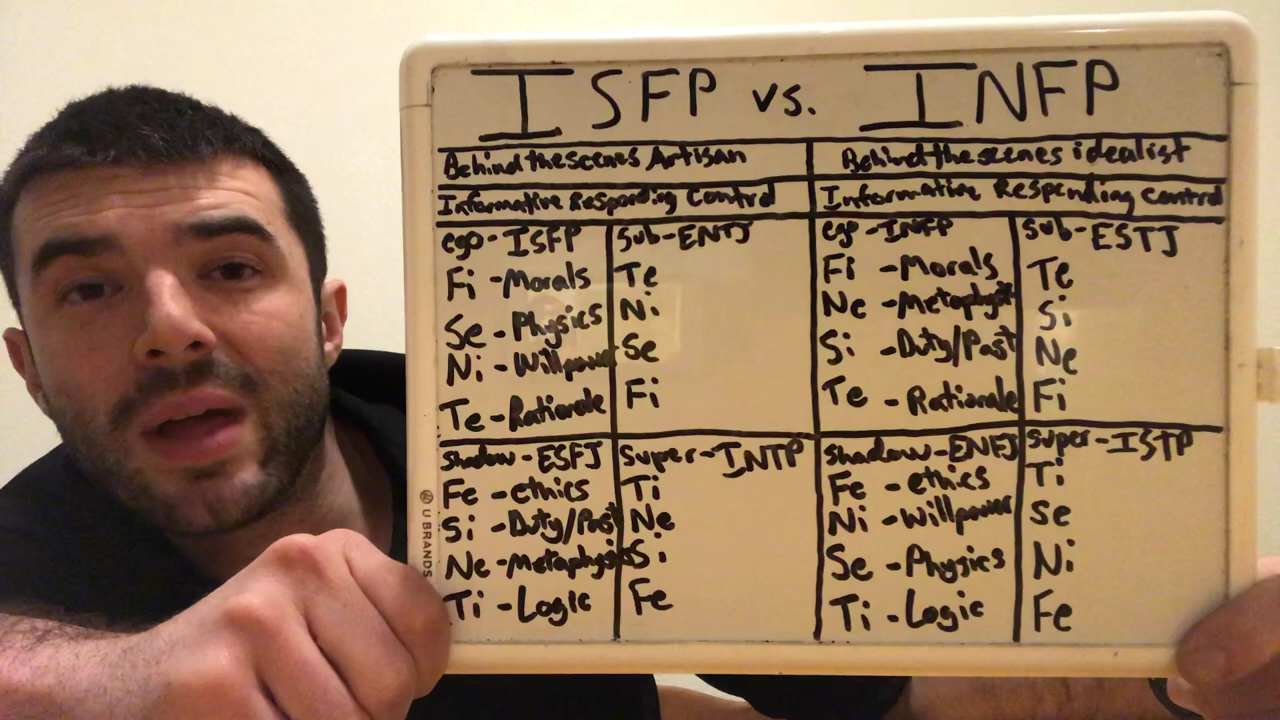 ISFP vs. INFP
Behind the scenes Artisan
Informative Responding Control
ego-ISFP
Fi - Morals
Se - Physics
Ni - Willpower
Te - Rationale
sub-ENTJ
Te
Ni
Se
Fi
shadow-ESFJ
Fe - ethics
Si - Duty/Past
Ne - Metaphysics
Ti - Logic
super-INTP
Ti
Ne
Si
Fe
Behind the scenes idealist
Informative Responding Control
ego-INFP
Fi - Morals
Ne - Metaphysics
Si - Duty/Past
Te - Rationale
sub-ESTJ
Te
Si
Ne
Fi
shadow-ENFJ
Fe - ethics
Ni - Willpower
Se - Physics
Ti - Logic
super-ISTP
Ti
Se
Ni
Fe
U BRANDS